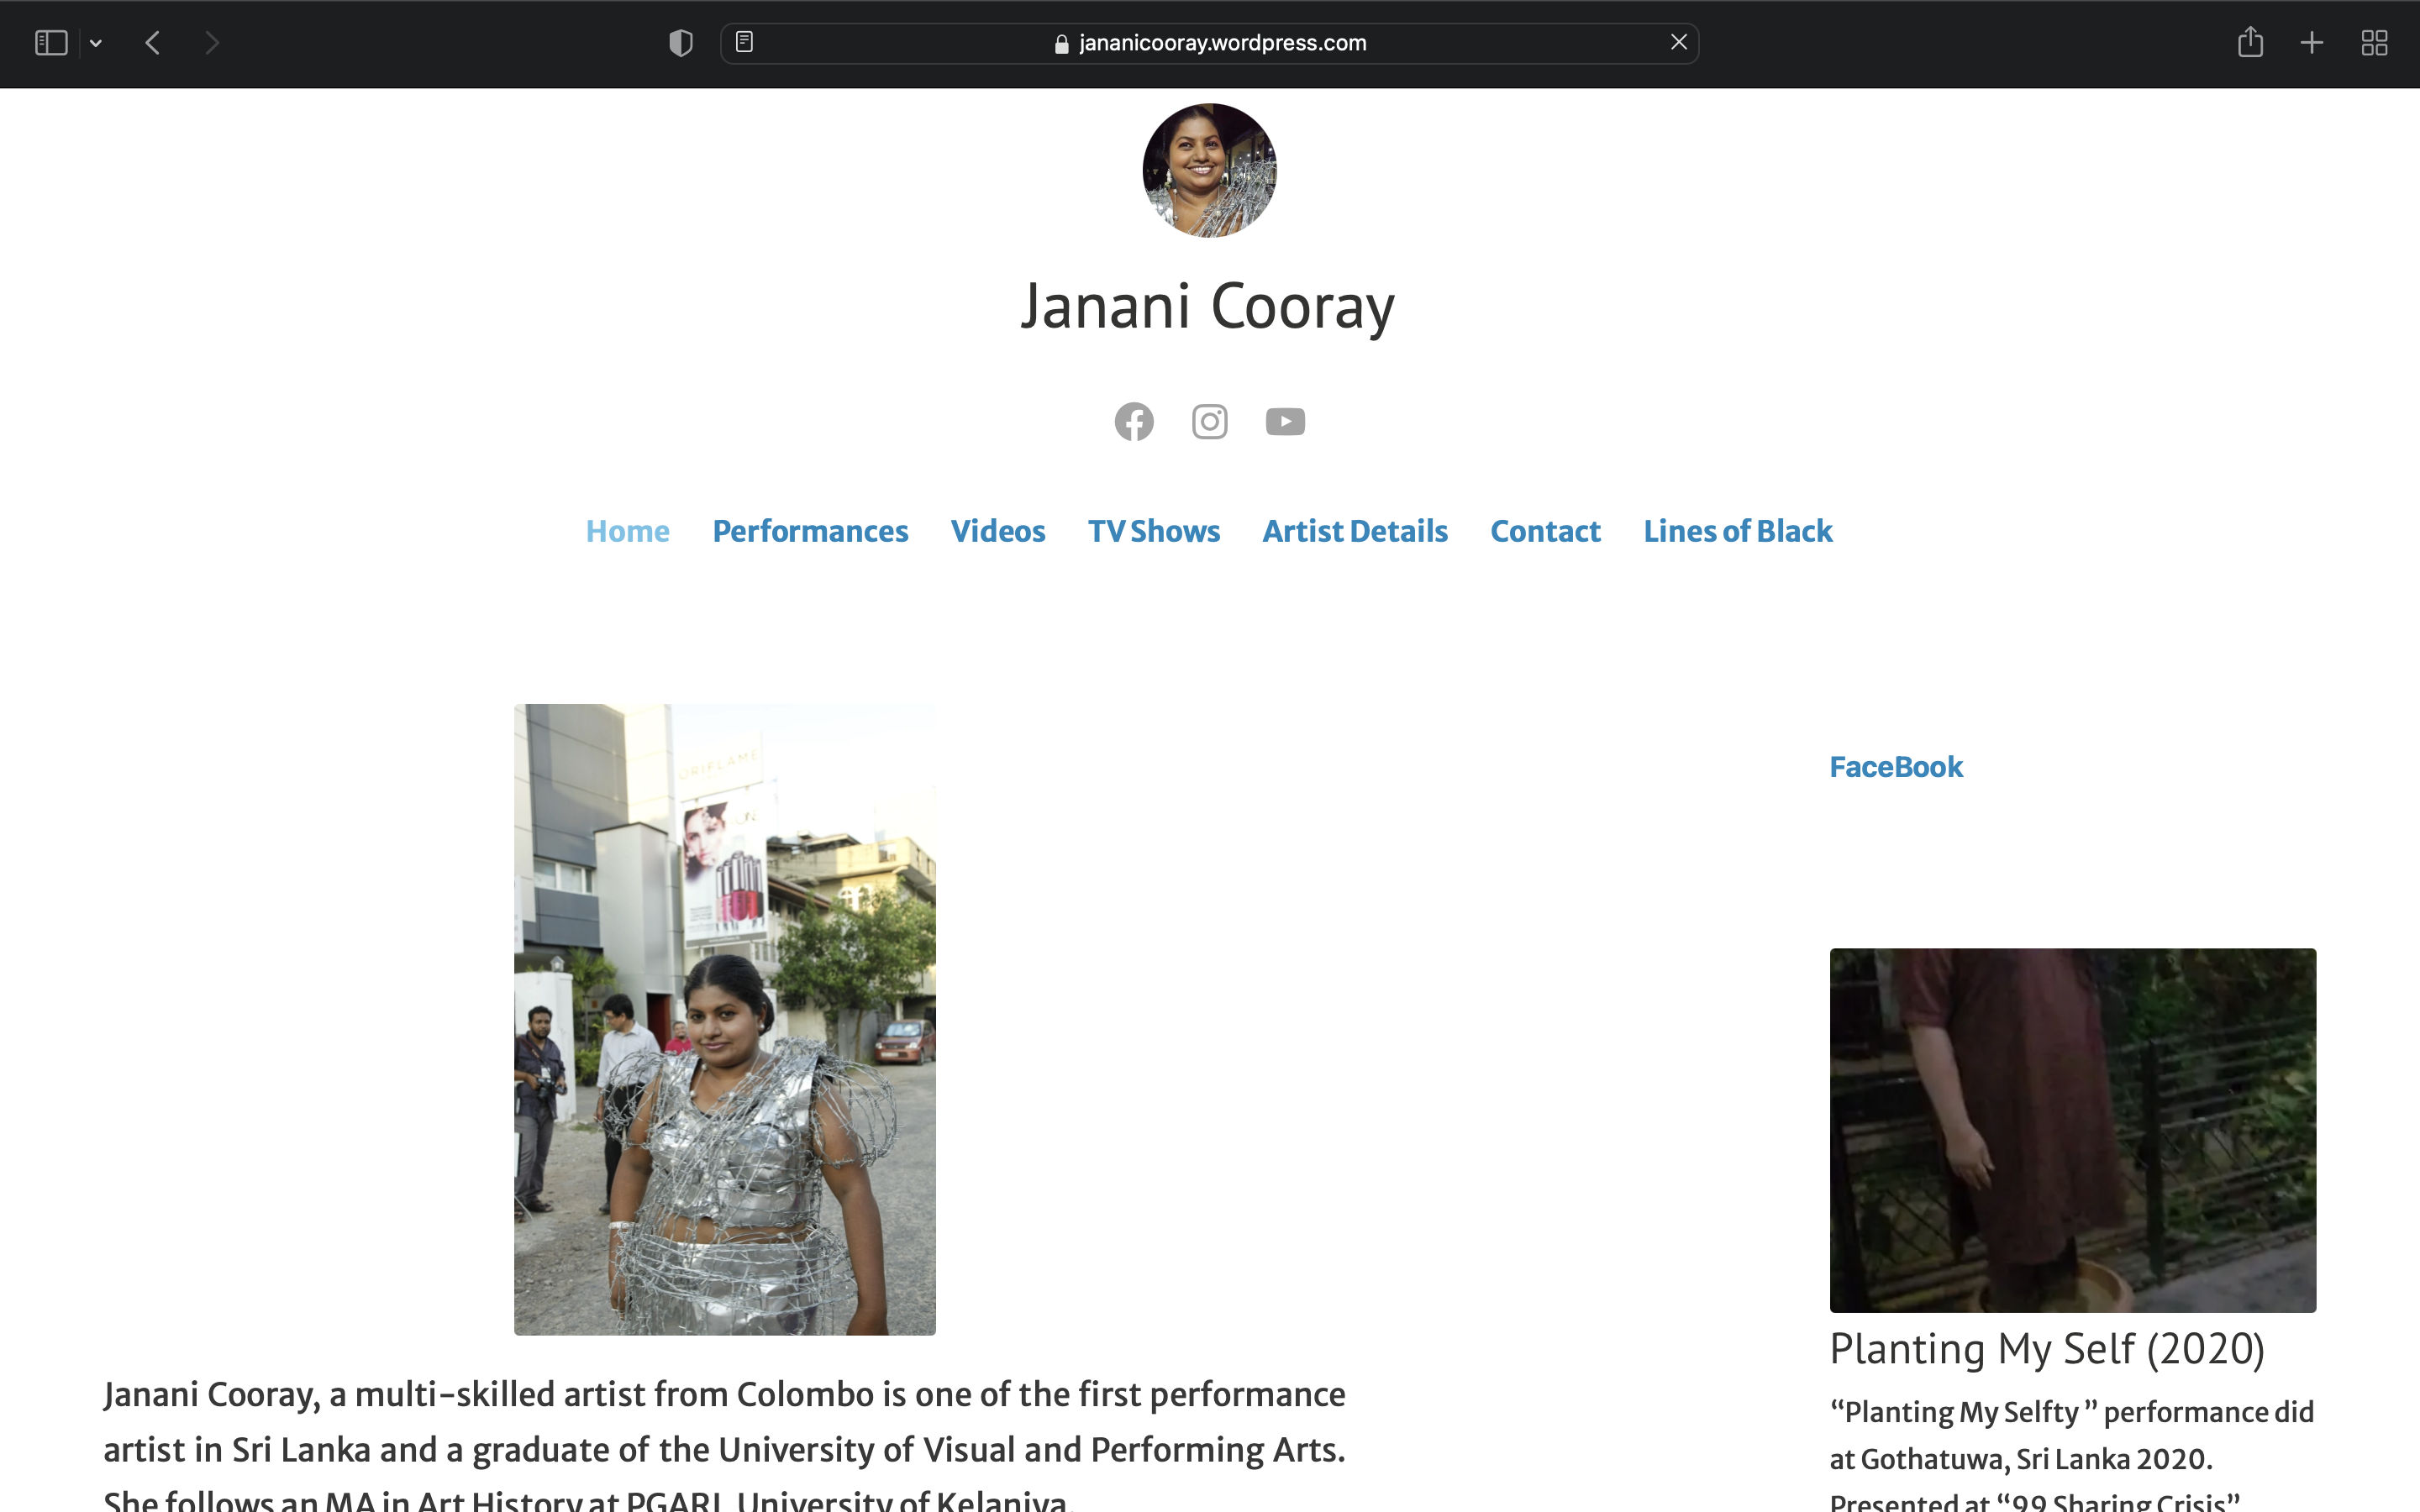 jananicooray.wordpress.com
Janani Cooray
Home Performances Videos TV Shows Artist Details Contact Lines of Black
ORIFLAME
Janani Cooray, a multi-skilled artist from Colombo is one of the first performance
artist in Sri Lanka and a graduate of the University of Visual and Performing Arts.
She follows an MA in Art History at PGARI, University of Kelaniya.
FaceBook
Planting My Self (2020)
“Planting My Selfty ” performance did
at Gothatuwa, Sri Lanka 2020.
Presented at “99 Sharing Crisis”